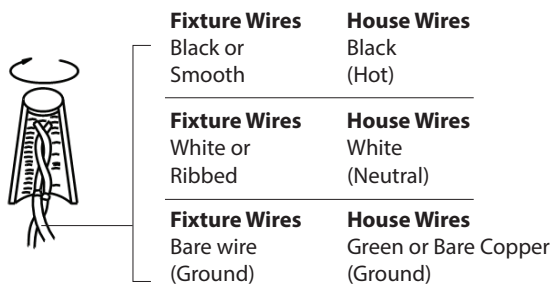 Fixture Wires House Wires
Black or Black
Smooth (Hot)
Fixture Wires House Wires
White or White
Ribbed (Neutral)
Fixture Wires House Wires
Bare wire Green or Bare Copper
(Ground) (Ground)